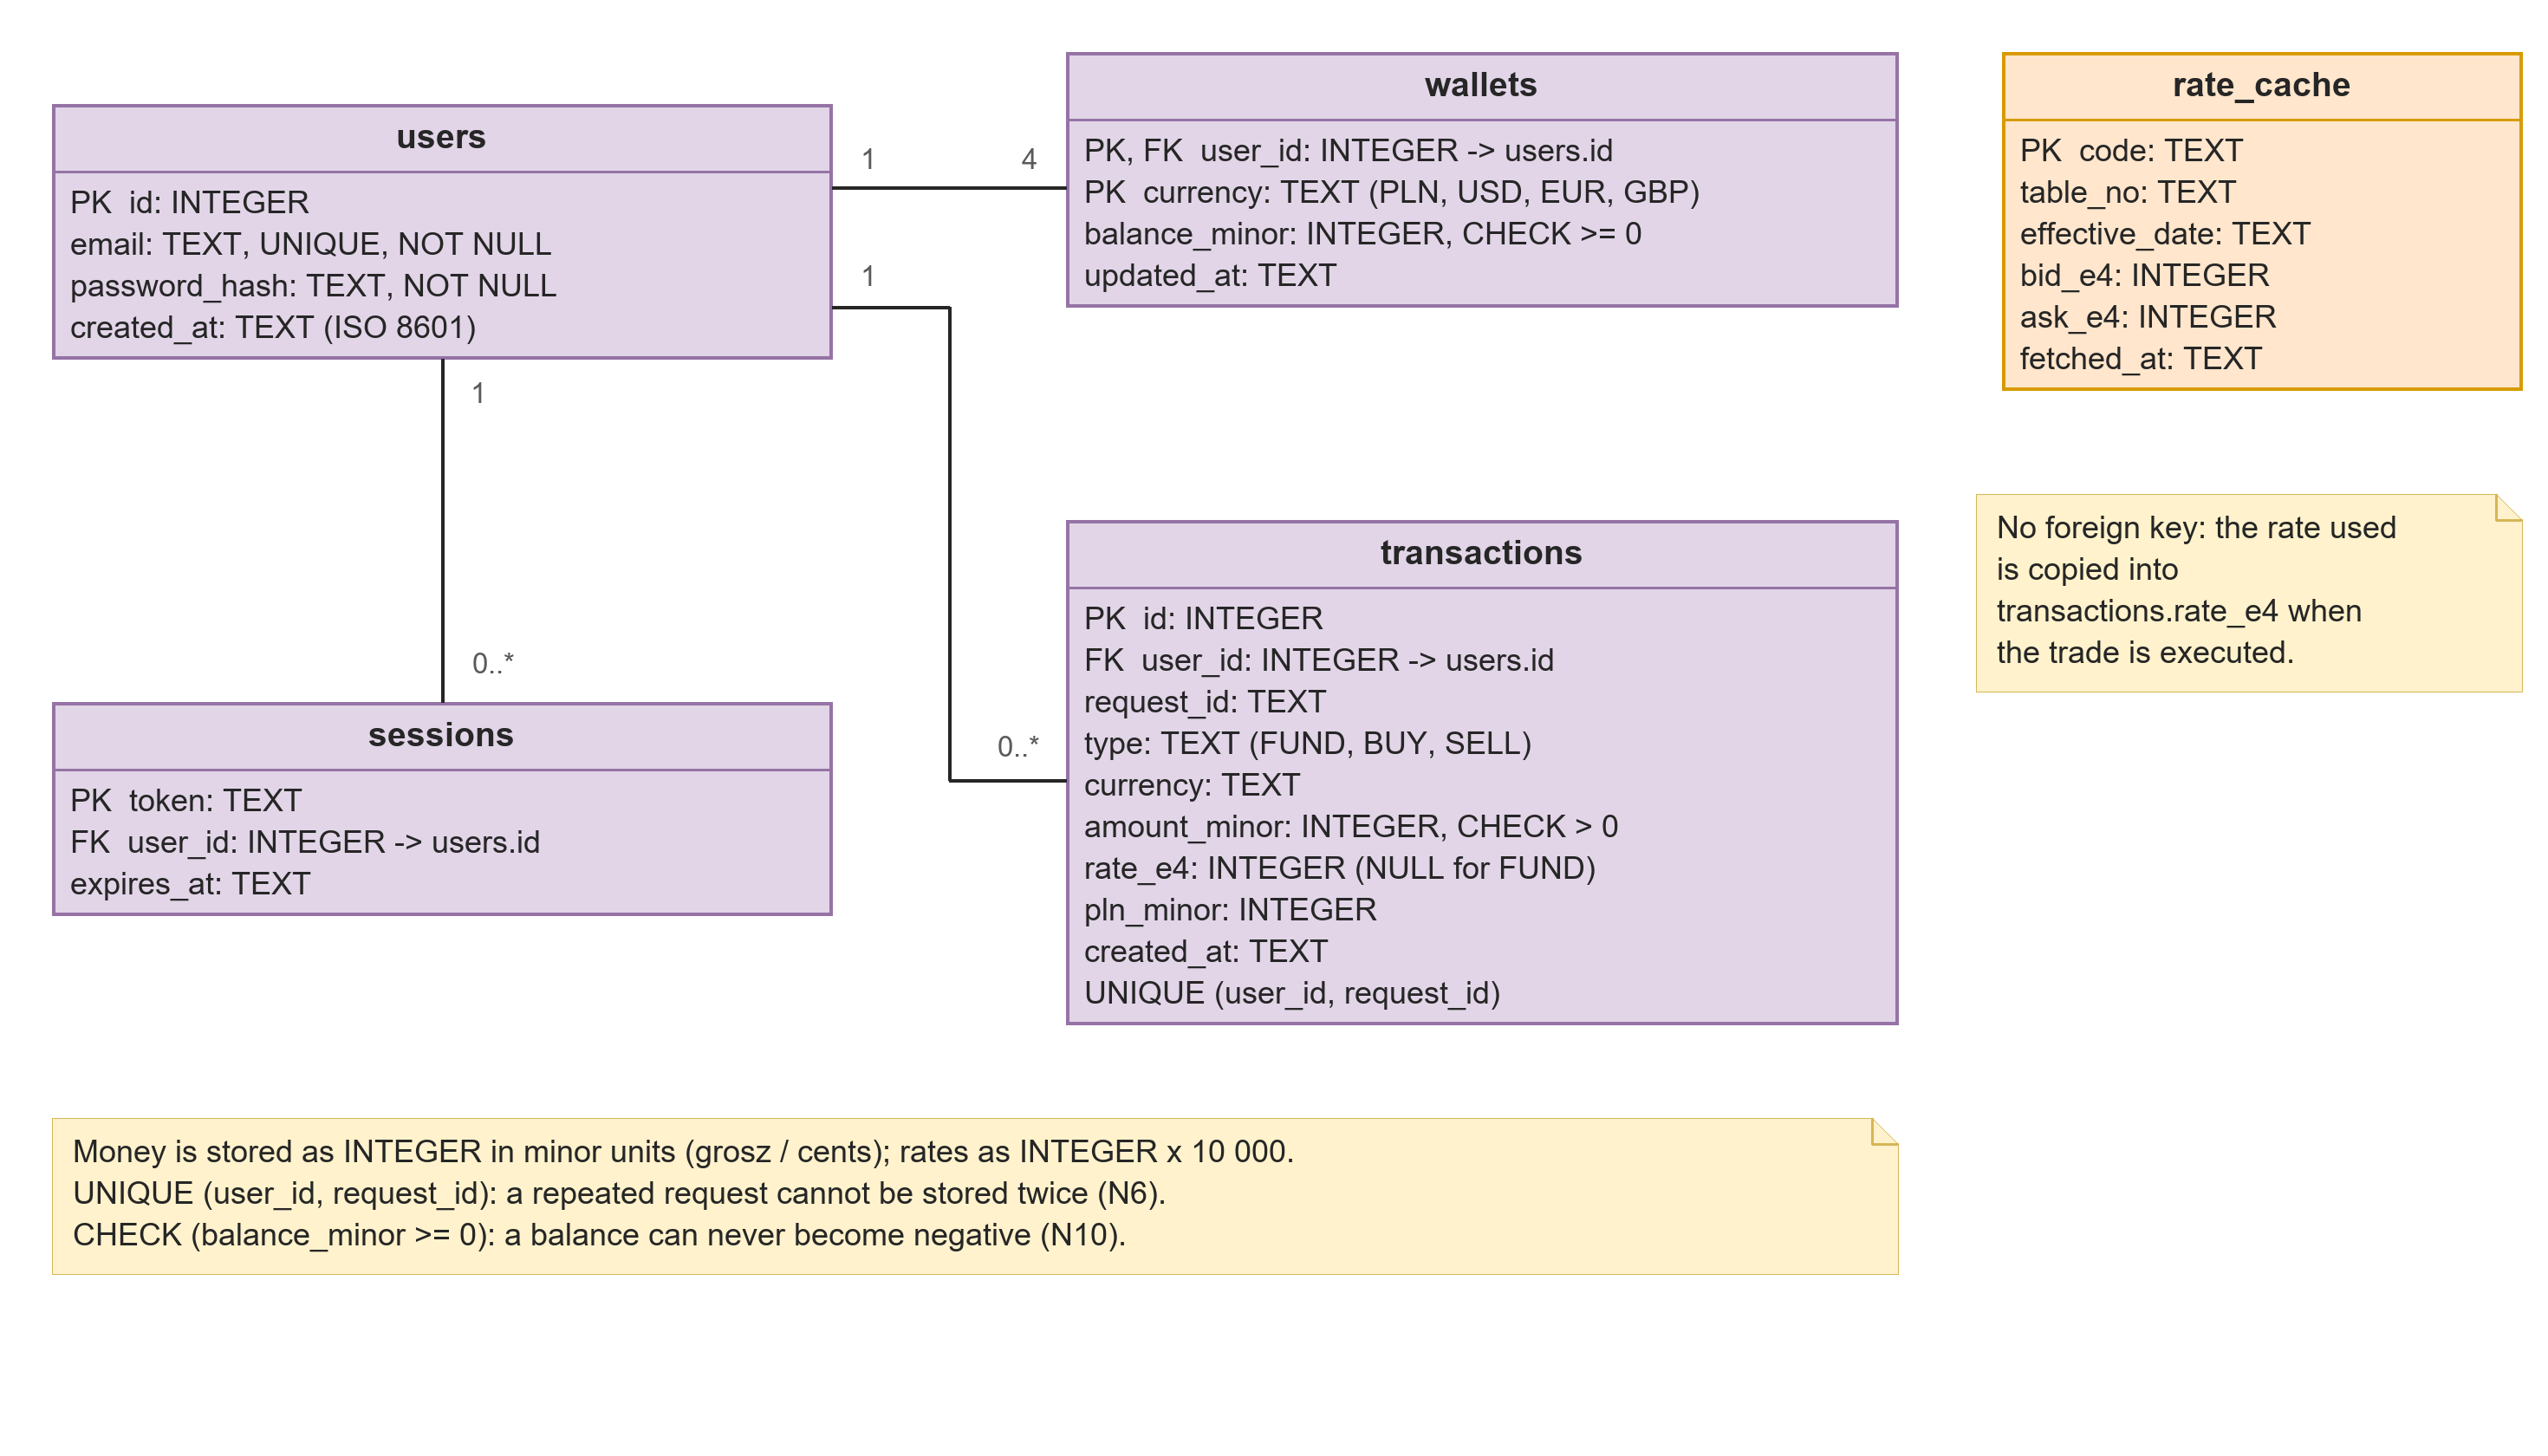 users
PK  id: INTEGER
email: TEXT, UNIQUE, NOT NULL
password_hash: TEXT, NOT NULL
created_at: TEXT (ISO 8601)
1
4
1
1
0..*
0..*
wallets
PK, FK  user_id: INTEGER -> users.id
PK  currency: TEXT (PLN, USD, EUR, GBP)
balance_minor: INTEGER, CHECK >= 0
updated_at: TEXT
rate_cache
PK  code: TEXT
table_no: TEXT
effective_date: TEXT
bid_e4: INTEGER
ask_e4: INTEGER
fetched_at: TEXT
No foreign key: the rate used
is copied into
transactions.rate_e4 when
the trade is executed.
sessions
PK  token: TEXT
FK  user_id: INTEGER -> users.id
expires_at: TEXT
transactions
PK  id: INTEGER
FK  user_id: INTEGER -> users.id
request_id: TEXT
type: TEXT (FUND, BUY, SELL)
currency: TEXT
amount_minor: INTEGER, CHECK > 0
rate_e4: INTEGER (NULL for FUND)
pln_minor: INTEGER
created_at: TEXT
UNIQUE (user_id, request_id)
Money is stored as INTEGER in minor units (grosz / cents); rates as INTEGER x 10 000.
UNIQUE (user_id, request_id): a repeated request cannot be stored twice (N6).
CHECK (balance_minor >= 0): a balance can never become negative (N10).